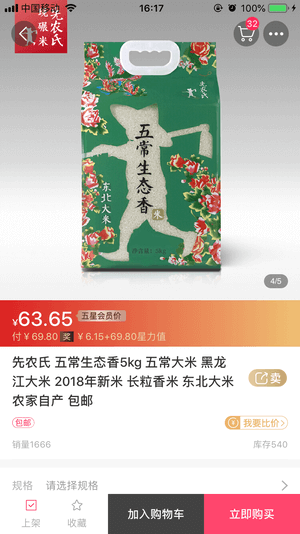 中国移动
16:17
先农氏
现碾米
32
先农氏
五常生态香
米
东北大米
4/5
¥63.65
五星会员价
付 ¥ 69.80 奖 ¥ 6.15+69.80星力值
先农氏 五常生态香5kg 五常大米 黑龙
江大米 2018年新米 长粒香米 东北大米
农家自产 包邮
卖
包邮
我要比价>
销量1666
库存540
规格
请选择规格
上架
收藏
加入购物车
立即购买